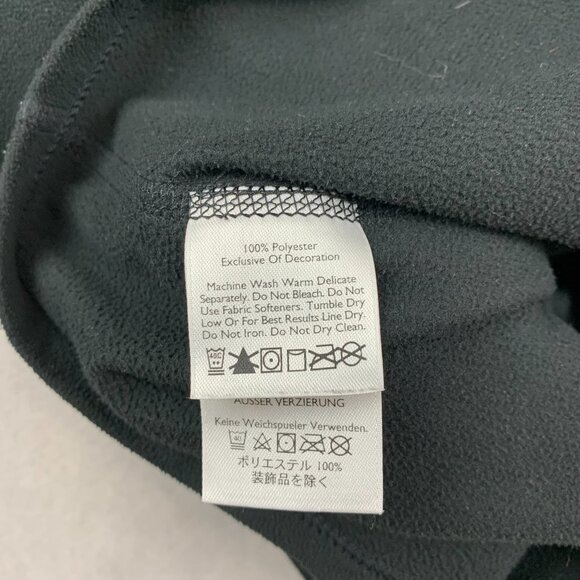 100% Polyester
Exclusive Of Decoration
Machine Wash Warm Delicate
Separately. Do Not Bleach. Do Not
Use Fabric Softeners. Tumble Dry
Low Or For Best Results Line Dry.
Do Not Iron. Do Not Dry Clean.
40C
AUSSER VERZIERUNG
Keine Weichspueler Verwenden.
40
ポリエステル 100%
装飾品を除く